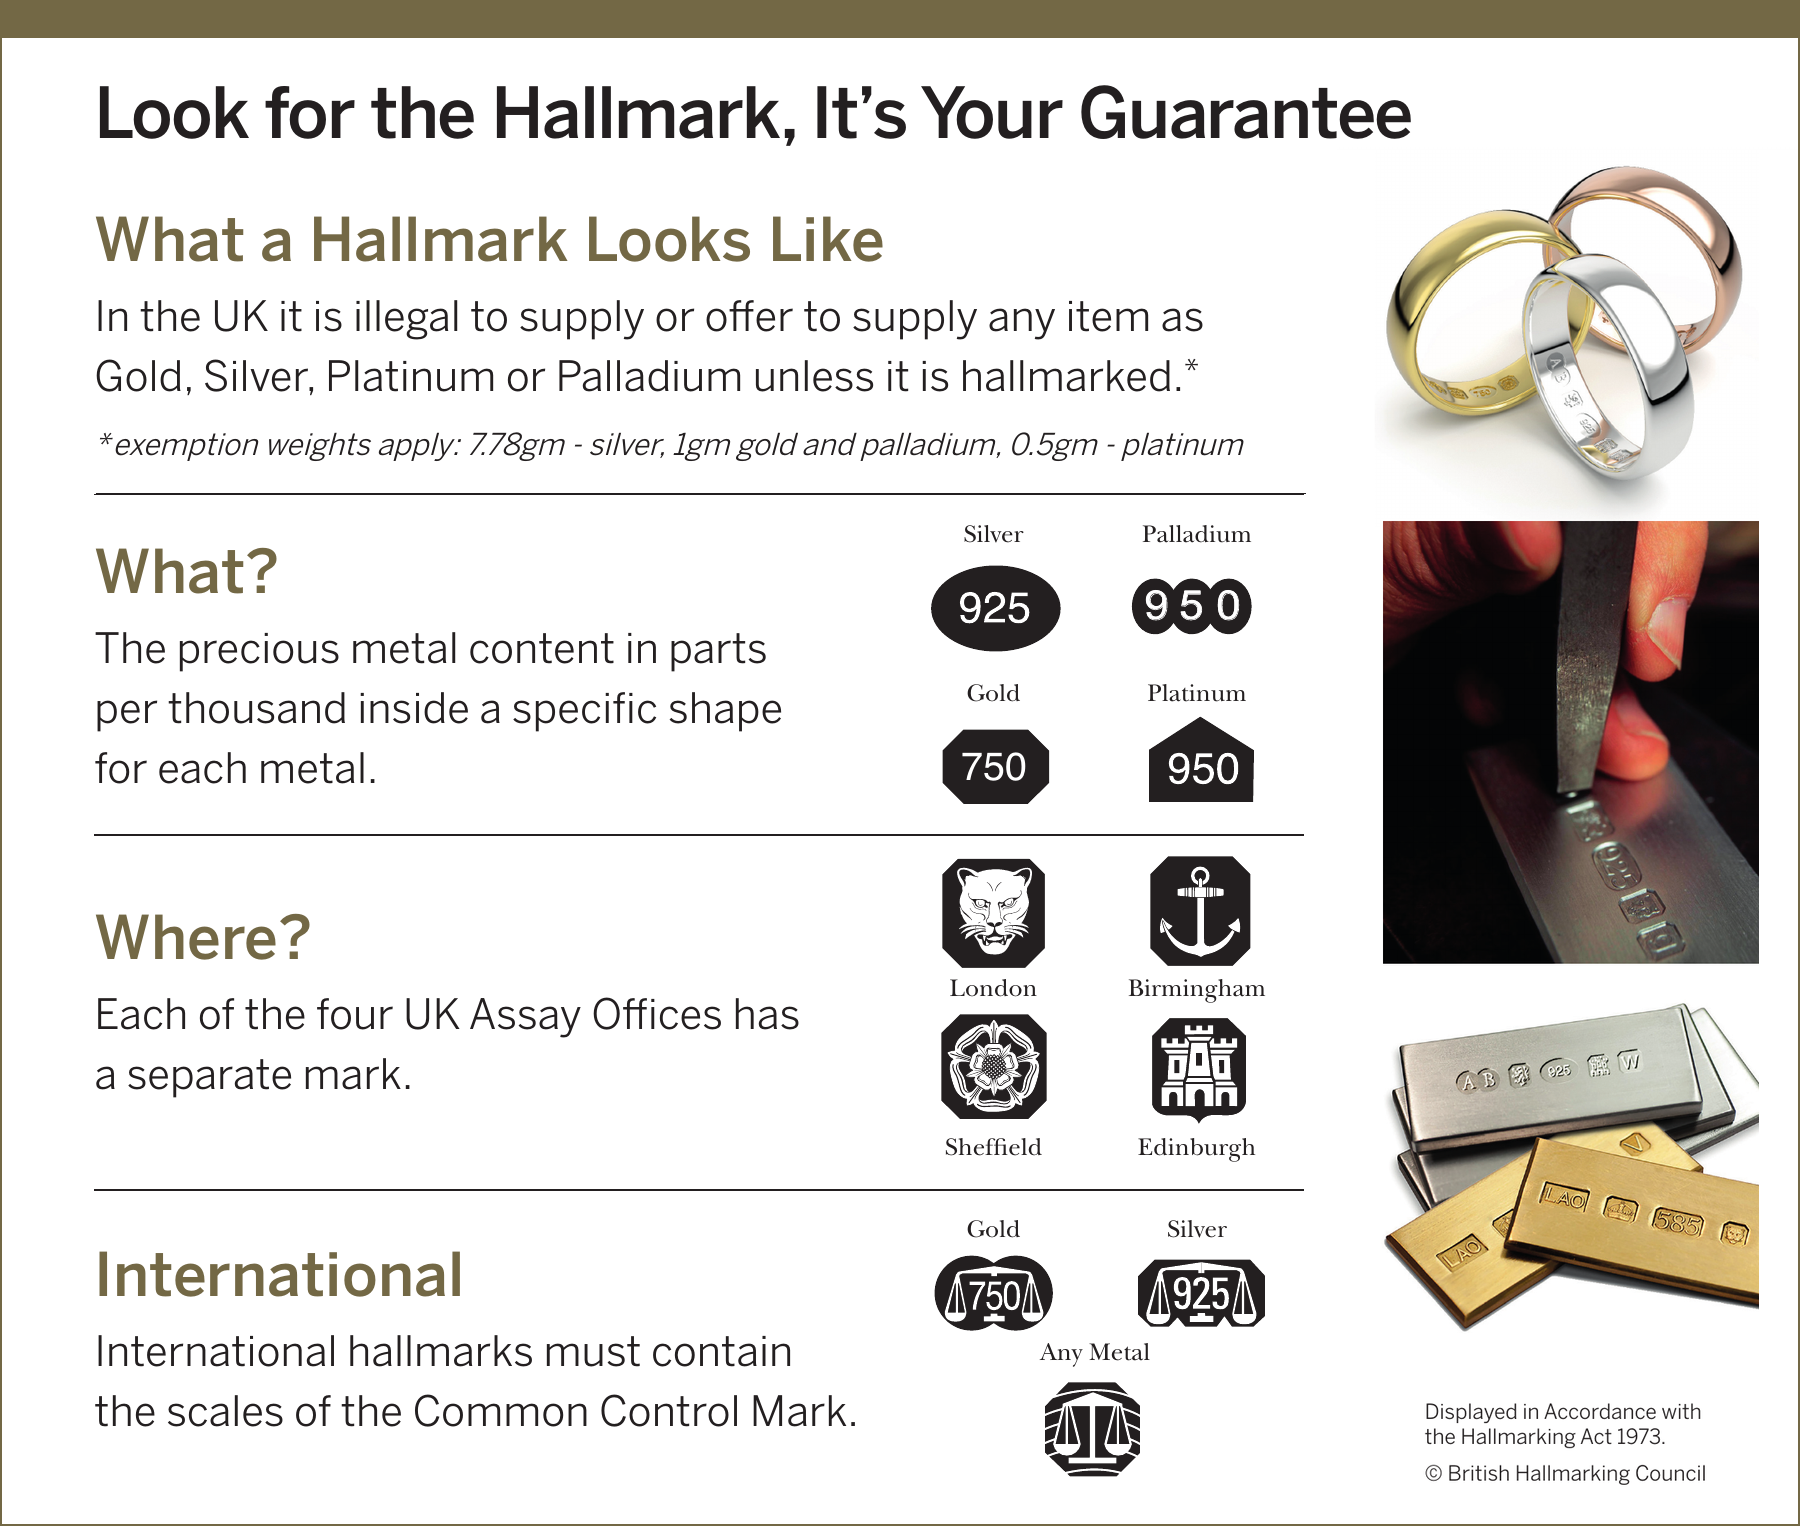 Look for the Hallmark, It’s Your Guarantee
What a Hallmark Looks Like
In the UK it is illegal to supply or offer to supply any item as
Gold, Silver, Platinum or Palladium unless it is hallmarked.*
*exemption weights apply: 7.78gm - silver, 1gm gold and palladium, 0.5gm - platinum
What?
The precious metal content in parts
per thousand inside a specific shape
for each metal.
Silver Palladium
925 950
Gold Platinum
750 950
Where?
Each of the four UK Assay Offices has
a separate mark.
London Birmingham
Sheffield Edinburgh
International
International hallmarks must contain
the scales of the Common Control Mark.
Gold Silver
750 925
Any Metal
AB 925 W
V
LAO 585
LAO
Displayed in Accordance with
the Hallmarking Act 1973.
© British Hallmarking Council